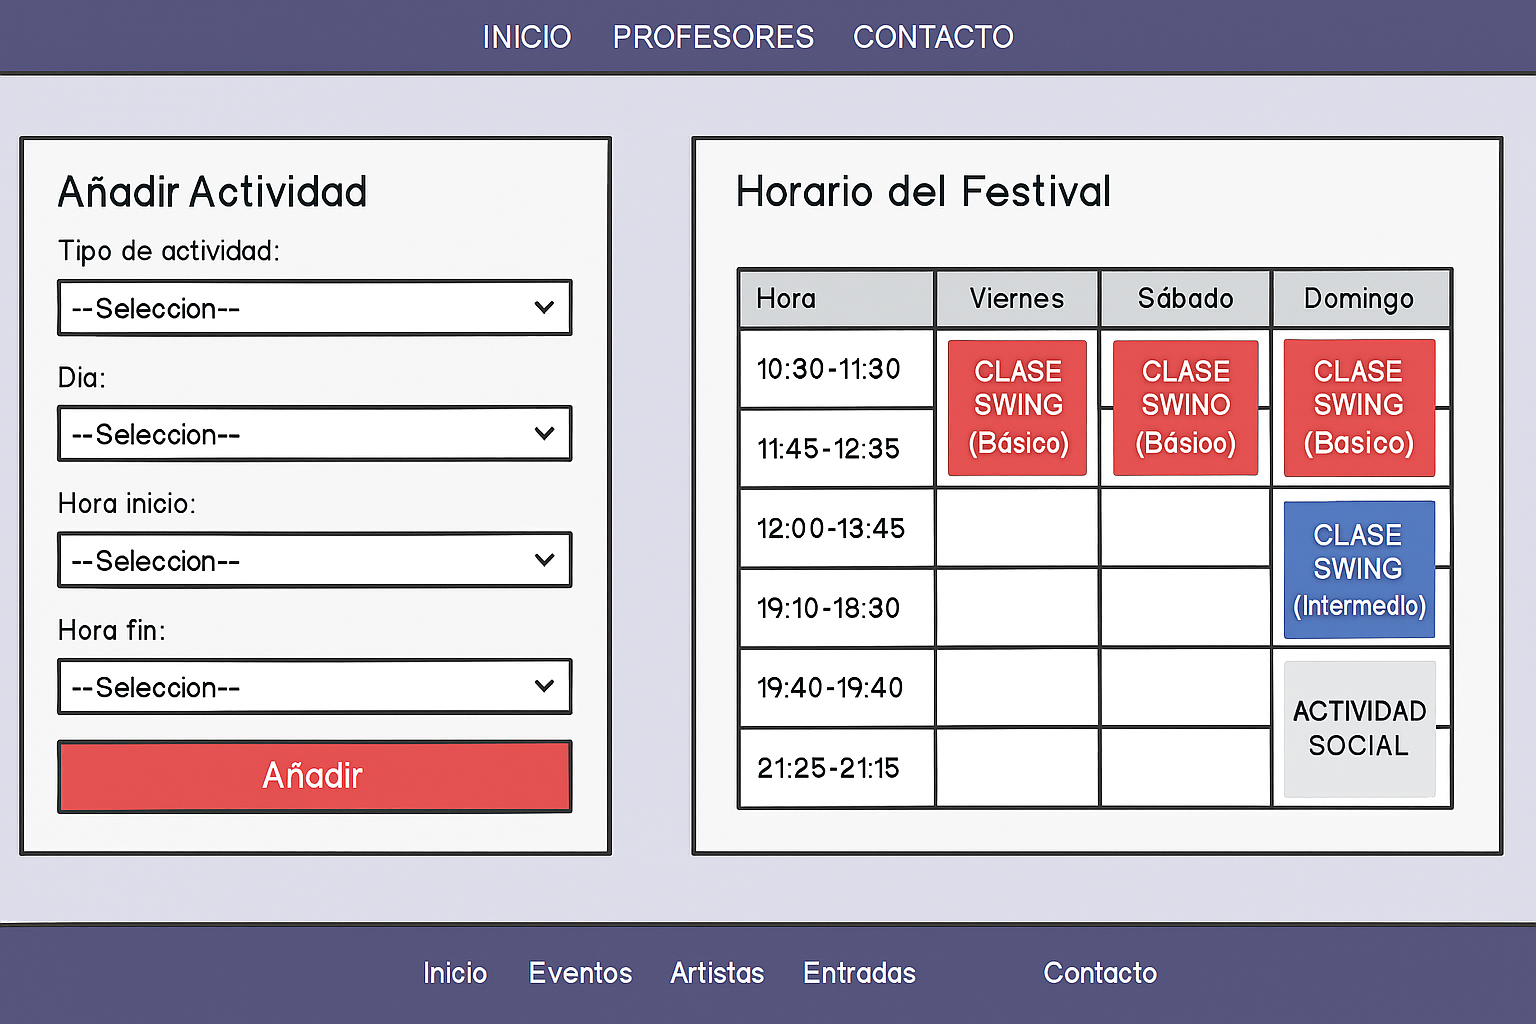 INICIO PROFESORES CONTACTO
Añadir Actividad
Tipo de actividad:
--Seleccion--
Dia:
--Seleccion--
Hora inicio:
--Seleccion--
Hora fin:
--Seleccion--
Añadir
Horario del Festival
Hora Viernes Sábado Domingo
10:30-11:30
CLASE
SWING
(Básico)
CLASE
SWINO
(Básioo)
CLASE
SWING
(Basico)
11:45-12:35
12:00-13:45
CLASE
SWING
(Intermedlo)
19:10-18:30
19:40-19:40
ACTIVIDAD
SOCIAL
21:25-21:15
Inicio Eventos Artistas Entradas Contacto